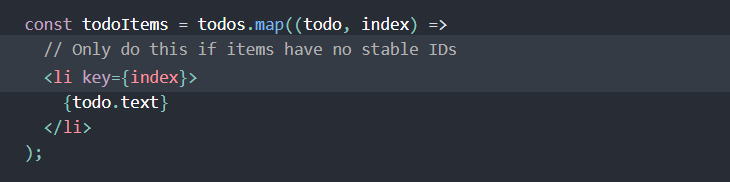 const todoItems = todos.map((todo, index) =>
  // Only do this if items have no stable IDs
  <li key={index}>
    {todo.text}
  </li>
);